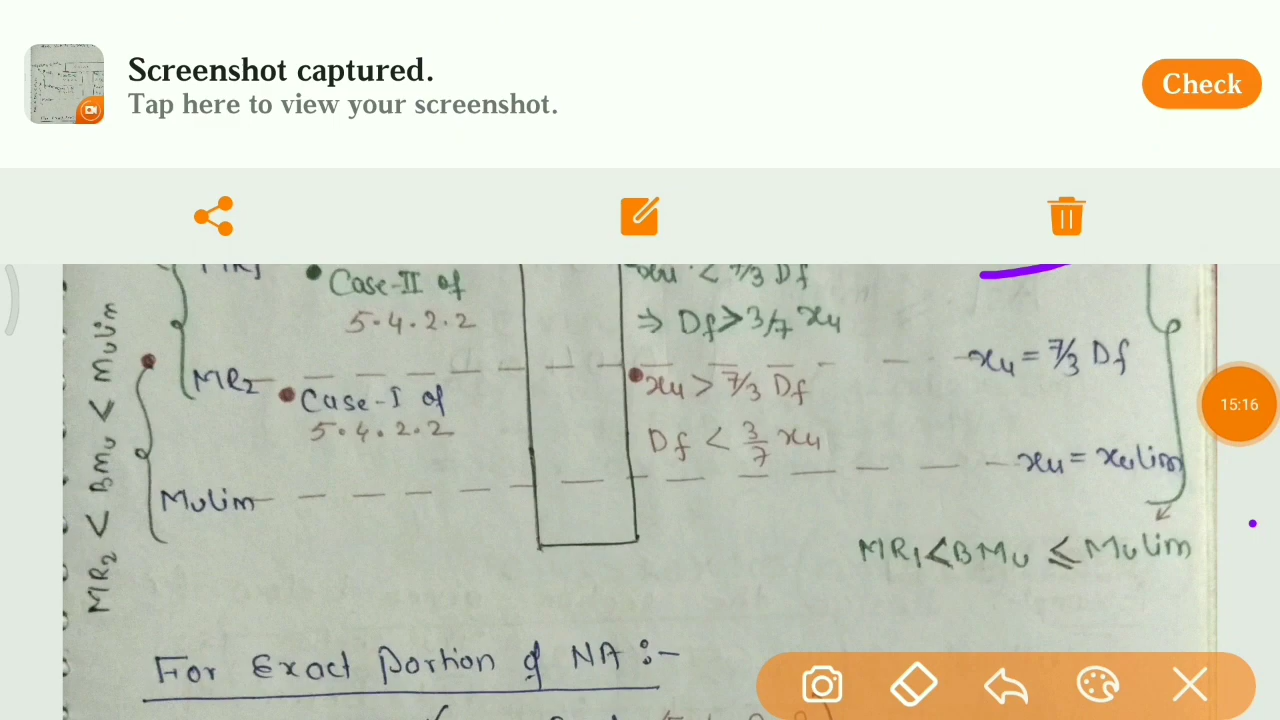 Screenshot captured.
Tap here to view your screenshot.
Check
Case-II of
5.4.2.2
xu < 7/3 Df
⇒ Df > 3/7 xu
MR2
Case-I of
5.4.2.2
xu > 7/3 Df
Df < 3/7 xu
xu = 7/3 Df
15:16
xu = xulim
Mulim
MR1 < BMu ≤ Mulim
MR2 < BMu < Mulim
For Exact Portion of NA :-